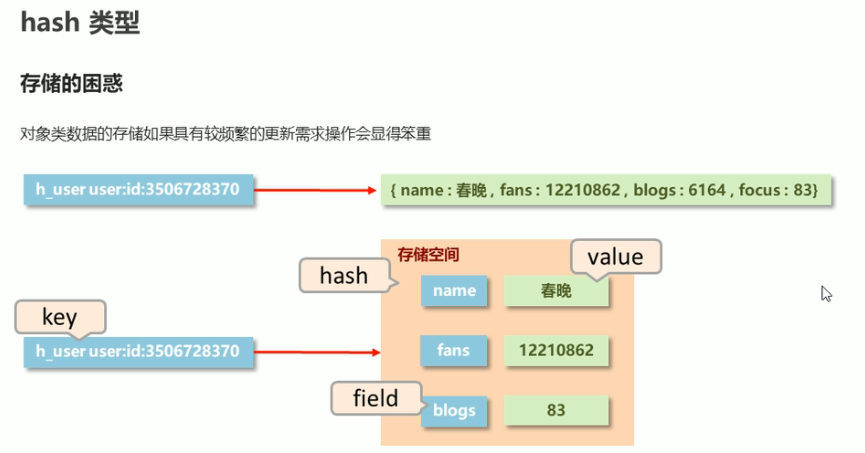 hash 类型
存储的困惑
对象类数据的存储如果具有较频繁的更新需求操作会显得笨重
h_user user:id:3506728370
{ name : 春晚 , fans : 12210862 , blogs : 6164 , focus : 83}
存储空间
value
hash
name
春晚
key
h_user user:id:3506728370
fans
12210862
field
blogs
83